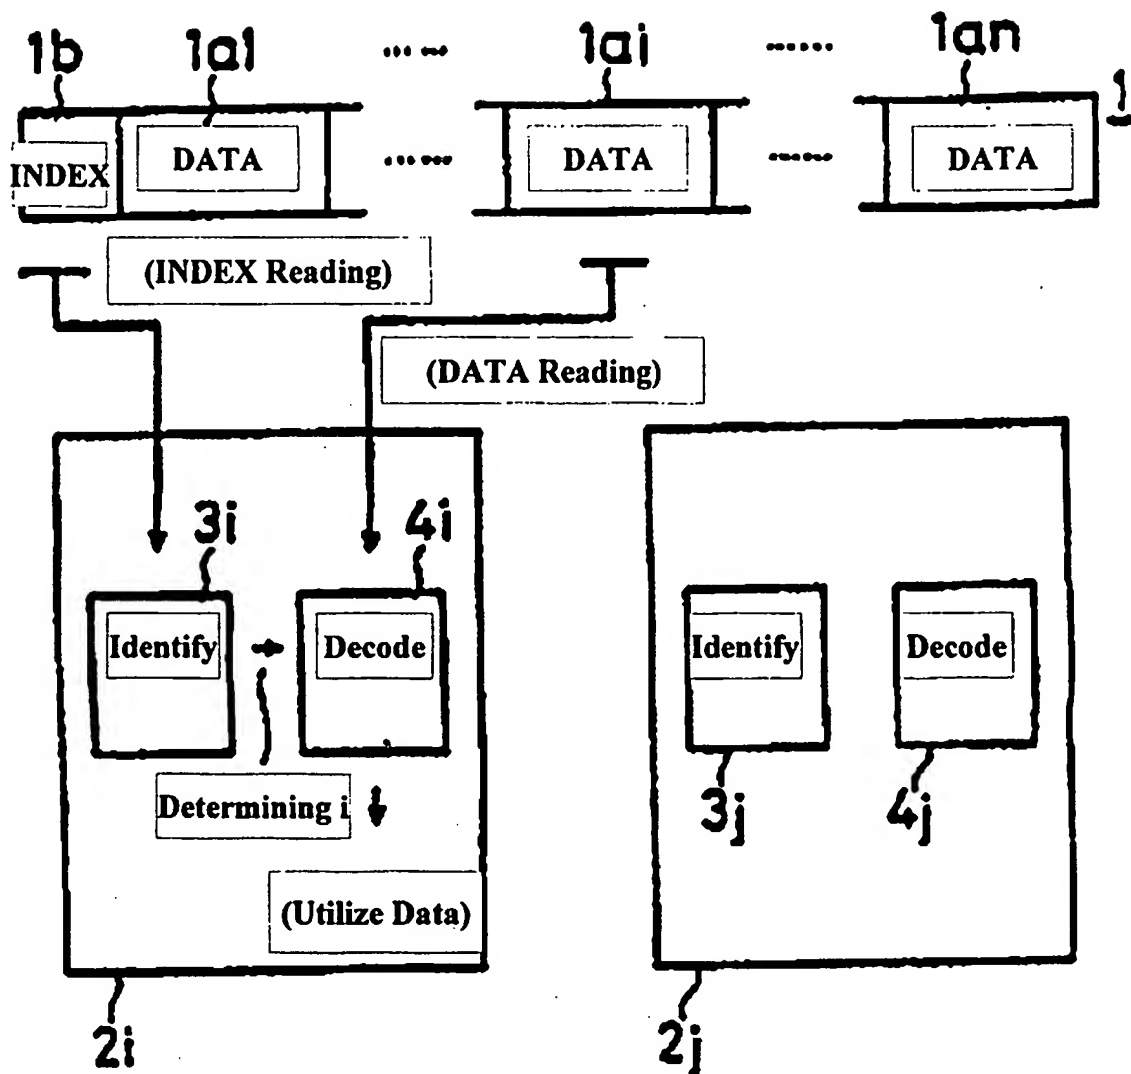 1b 1a1 ······ 1ai ······ 1an
1
INDEX DATA ······ DATA ······ DATA
(INDEX Reading)
(DATA Reading)
3i 4i
Identify Decode Identify Decode
Determining i
3j 4j
(Utilize Data)
2i 2j